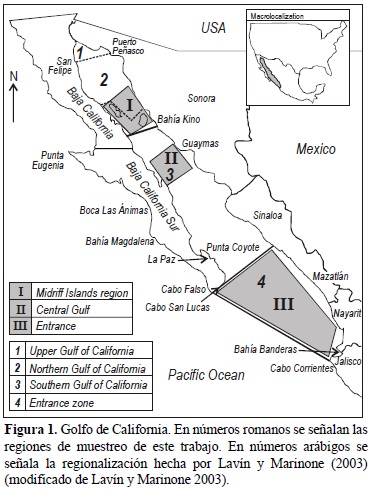 Macrolocalization
USA
1
Puerto
Peñasco
San
Felipe
2
N
I
Sonora
Baja California
Bahía Kino
Guaymas
Mexico
Punta
Eugenia
II
3
Baja California Sur
Boca Las Ánimas
Sinaloa
Bahía Magdalena
Punta Coyote
La Paz
4
Mazatlán
Cabo Falso
III
Nayarit
Cabo San Lucas
I Midriff Islands region
II Central Gulf
III Entrance
Bahía Banderas
Jalisco
Cabo Corrientes
1 Upper Gulf of California
2 Northern Gulf of California
3 Southern Gulf of California
4 Entrance zone
Pacific Ocean
Figura 1. Golfo de California. En números romanos se señalan las
regiones de muestreo de este trabajo. En números arábigos se
señala la regionalización hecha por Lavín y Marinone (2003)
(modificado de Lavín y Marinone 2003).